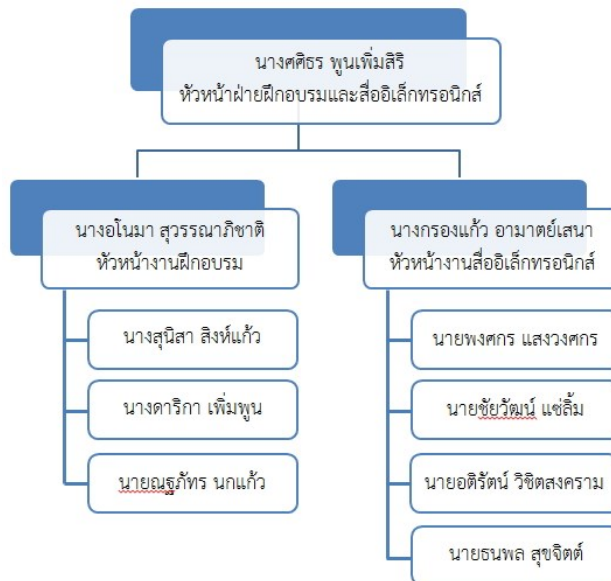 นางศศิธร พูนเพิ่มสิริ
หัวหน้าฝ่ายฝึกอบรมและสื่ออิเล็กทรอนิกส์
นางอโนมา สุวรรณาภิชาติ
หัวหน้างานฝึกอบรม
นางสุนิสา สิงห์แก้ว
นางดาริกา เพิ่มพูน
นายณฐภัทร นกแก้ว
นางกรองแก้ว อามาตย์เสนา
หัวหน้างานสื่ออิเล็กทรอนิกส์
นายพงศกร แสงวงศกร
นายชัยวัฒน์ แซ่ลิ้ม
นายอติรัตน์ วิชิตสงคราม
นายธนพล สุขจิตต์